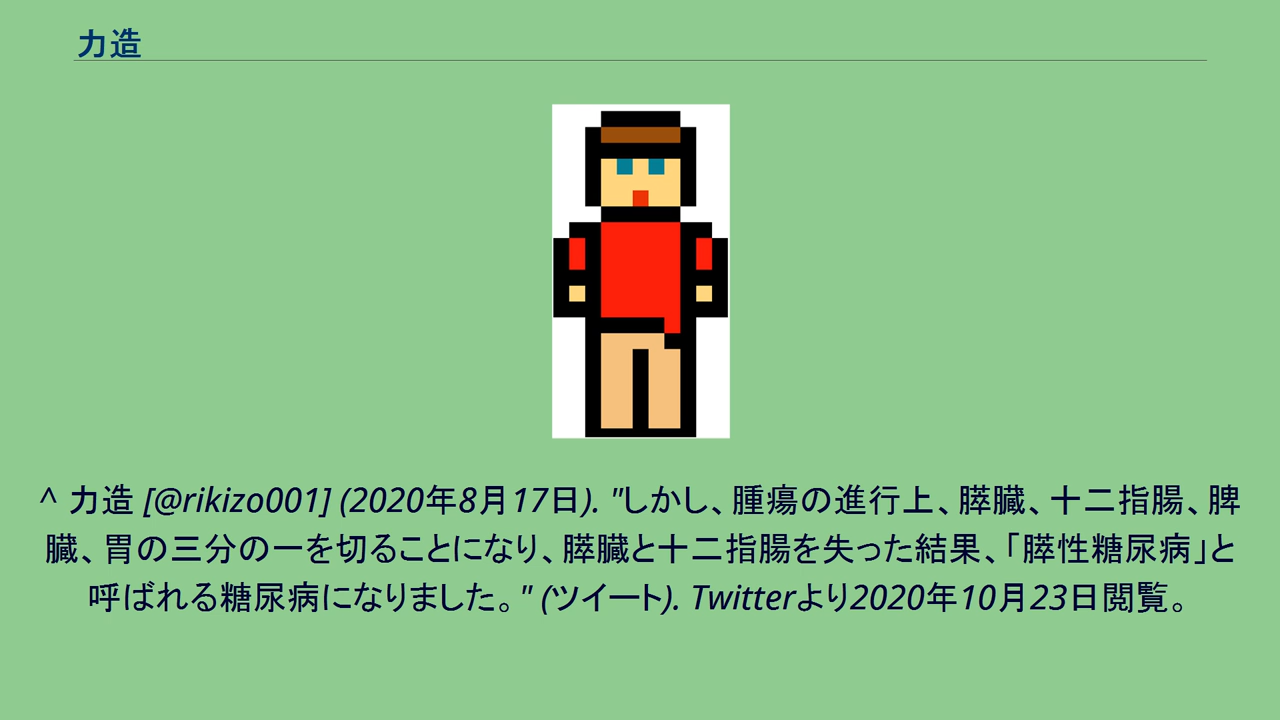 力造
^ 力造 [@rikizo001] (2020年8月17日). "しかし、腫瘍の進行上、膵臓、十二指腸、脾
臓、胃の三分の一を切ることになり、膵臓と十二指腸を失った結果、「膵性糖尿病」と
呼ばれる糖尿病になりました。" (ツイート). Twitterより2020年10月23日閲覧。